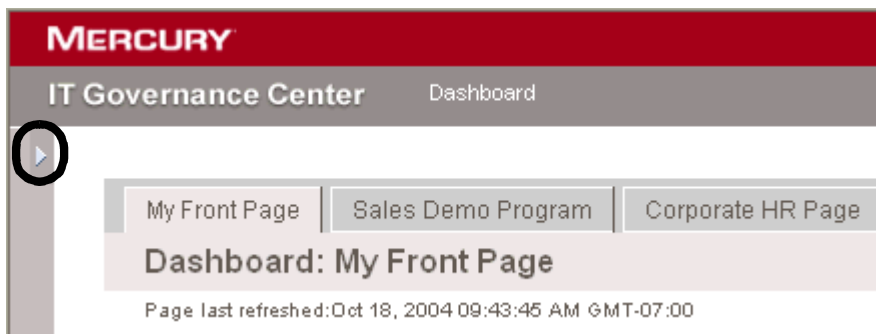 MERCURY
IT Governance Center Dashboard
My Front Page Sales Demo Program Corporate HR Page
Dashboard: My Front Page
Page last refreshed:Oct 18, 2004 09:43:45 AM GMT-07:00